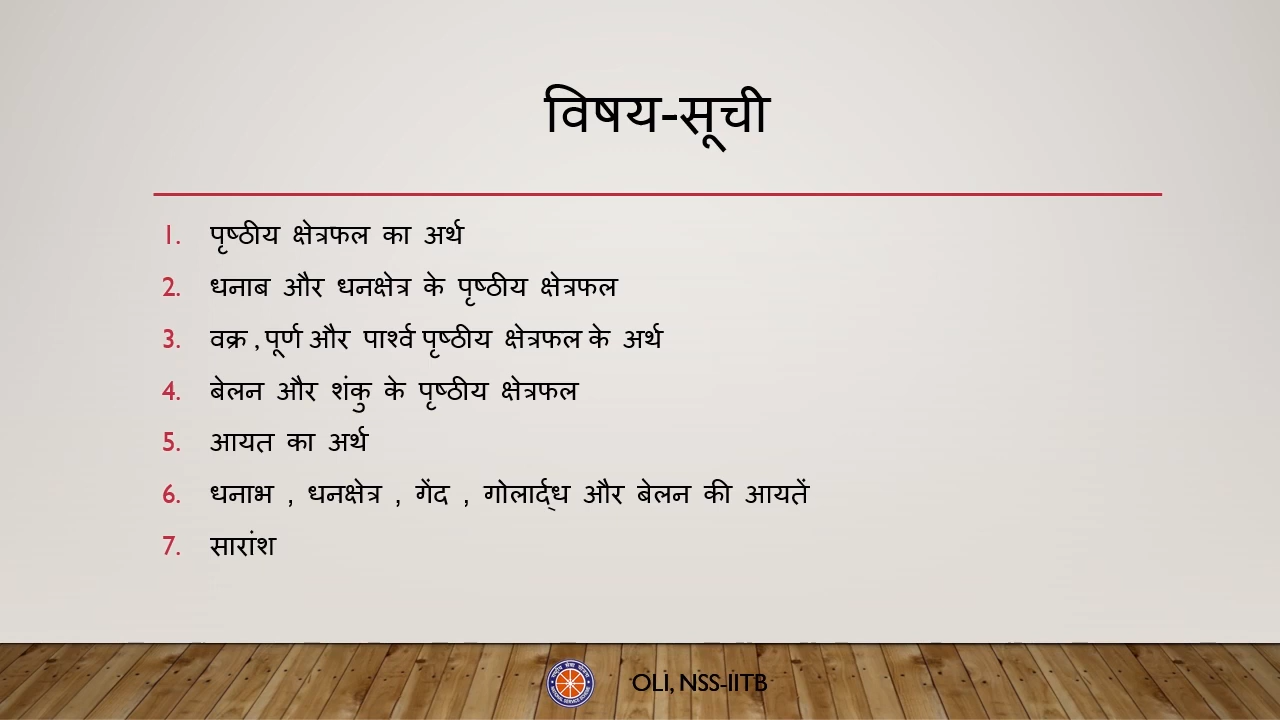 विषय-सूची
1. पृष्ठीय क्षेत्रफल का अर्थ
2. धनाब और धनक्षेत्र के पृष्ठीय क्षेत्रफल
3. वक्र , पूर्ण और पार्श्व पृष्ठीय क्षेत्रफल के अर्थ
4. बेलन और शंकु के पृष्ठीय क्षेत्रफल
5. आयत का अर्थ
6. धनाभ , धनक्षेत्र , गेंद , गोलार्द्ध और बेलन की आयतें
7. सारांश
OLI, NSS-IITB